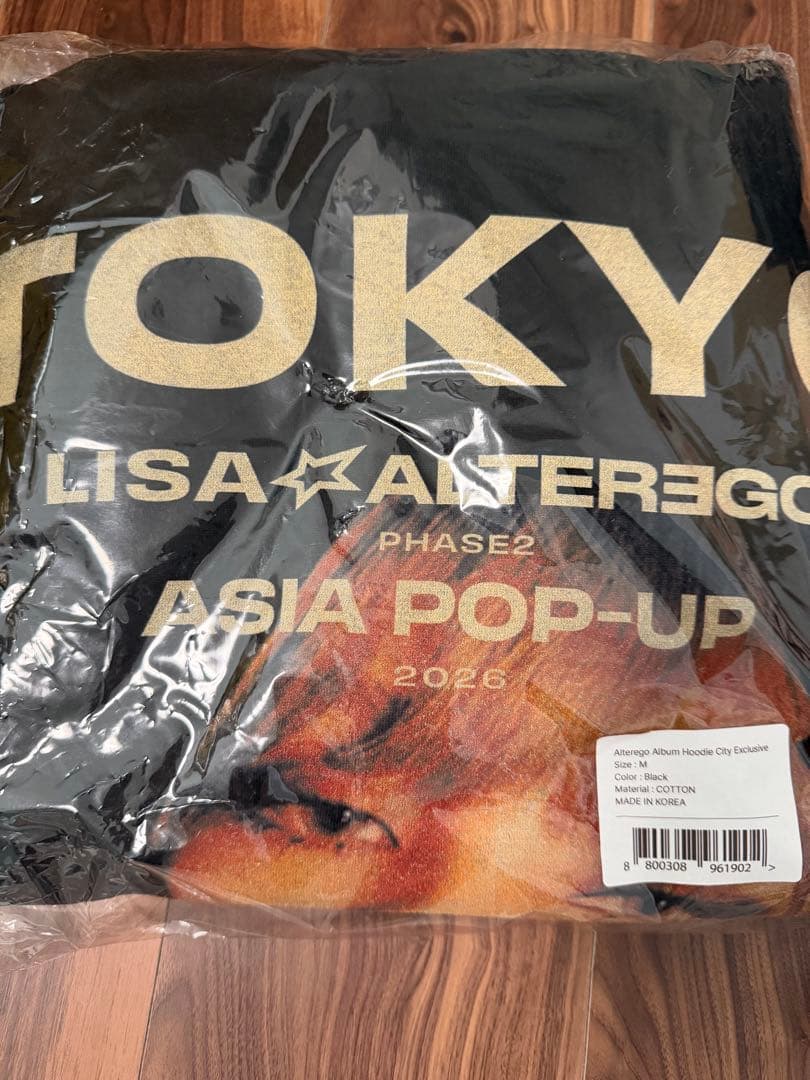 TOKYO
LISA☆ALTERƎGO
PHASE2
ASIA POP-UP
2026
Alterego Album Hoodie City Exclusive
Size : M
Color : Black
Material : COTTON
MADE IN KOREA
8 800308 961902 >